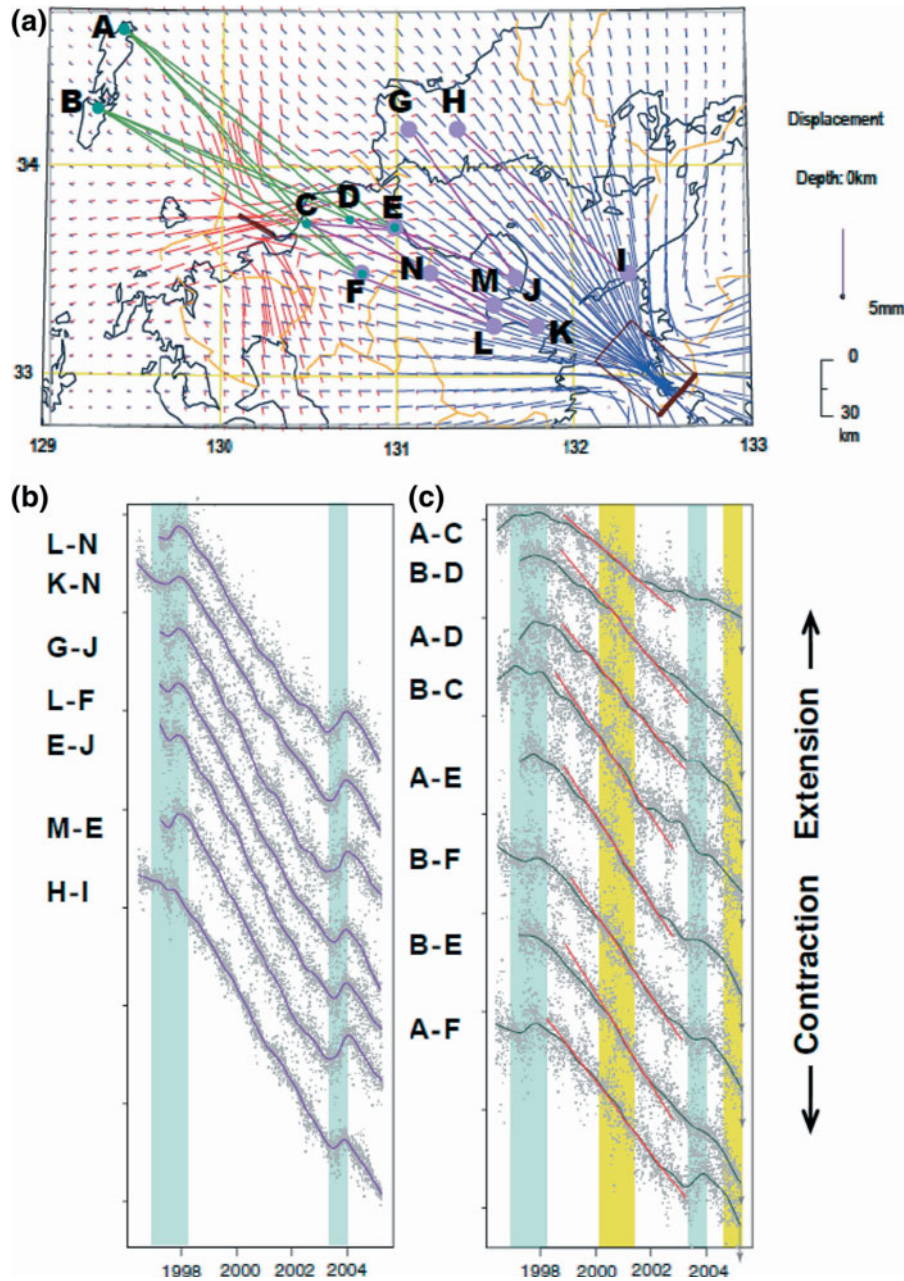 (a)
A
B
G
H
C
D
E
F
N
M
J
I
L
K
34
33
129
130
131
132
133
Displacement
Depth: 0km
5mm
0
30
km
(b)
L-N
K-N
G-J
L-F
E-J
M-E
H-I
1998
2000
2002
2004
(c)
A-C
B-D
A-D
B-C
A-E
B-F
B-E
A-F
1998
2000
2002
2004
Contraction Extension